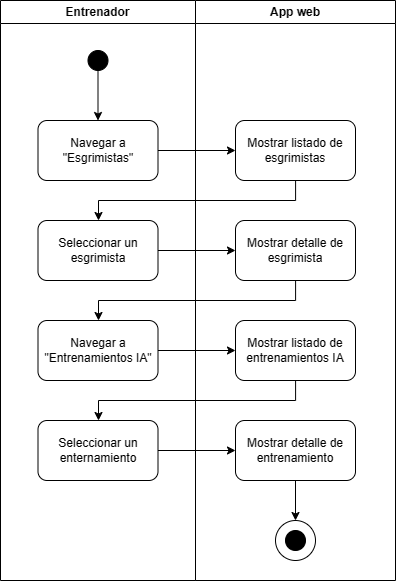 Entrenador
App web
Navegar a
"Esgrimistas"
Mostrar listado de
esgrimistas
Seleccionar un
esgrimista
Mostrar detalle de
esgrimista
Navegar a
"Entrenamientos IA"
Mostrar listado de
entrenamientos IA
Seleccionar un
enternamiento
Mostrar detalle de
entrenamiento